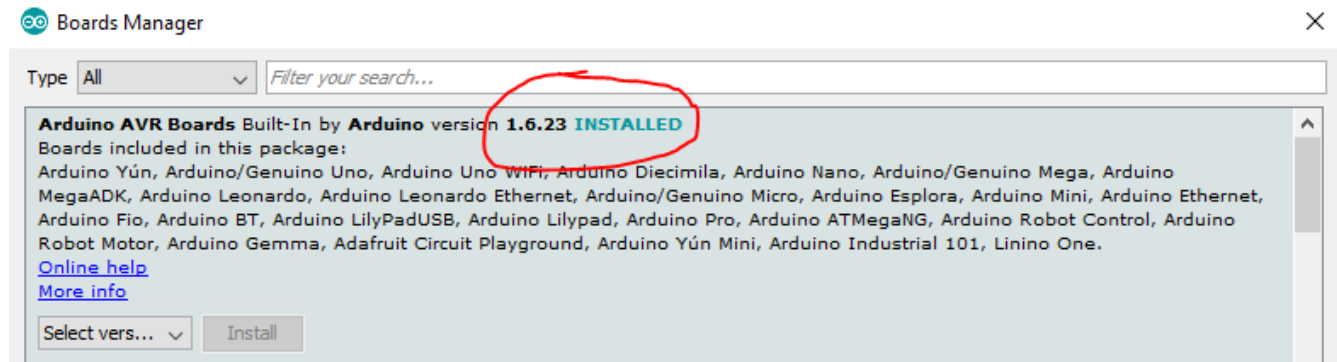 Boards Manager
Type All Filter your search...
Arduino AVR Boards Built-In by Arduino version 1.6.23 INSTALLED
Boards included in this package:
Arduino Yún, Arduino/Genuino Uno, Arduino Uno WiFi, Arduino Diecimila, Arduino Nano, Arduino/Genuino Mega, Arduino
MegaADK, Arduino Leonardo, Arduino Leonardo Ethernet, Arduino/Genuino Micro, Arduino Esplora, Arduino Mini, Arduino Ethernet,
Arduino Fio, Arduino BT, Arduino LilyPadUSB, Arduino Lilypad, Arduino Pro, Arduino ATMegaNG, Arduino Robot Control, Arduino
Robot Motor, Arduino Gemma, Adafruit Circuit Playground, Arduino Yún Mini, Arduino Industrial 101, Linino One.
Online help
More info
Select vers... Install